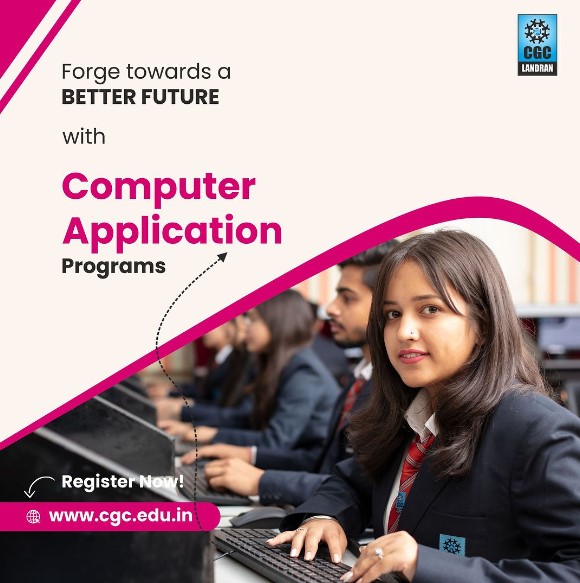 CGC
LANDRAN
Forge towards a
BETTER FUTURE
with
Computer
Application
Programs
Register Now!
www.cgc.edu.in